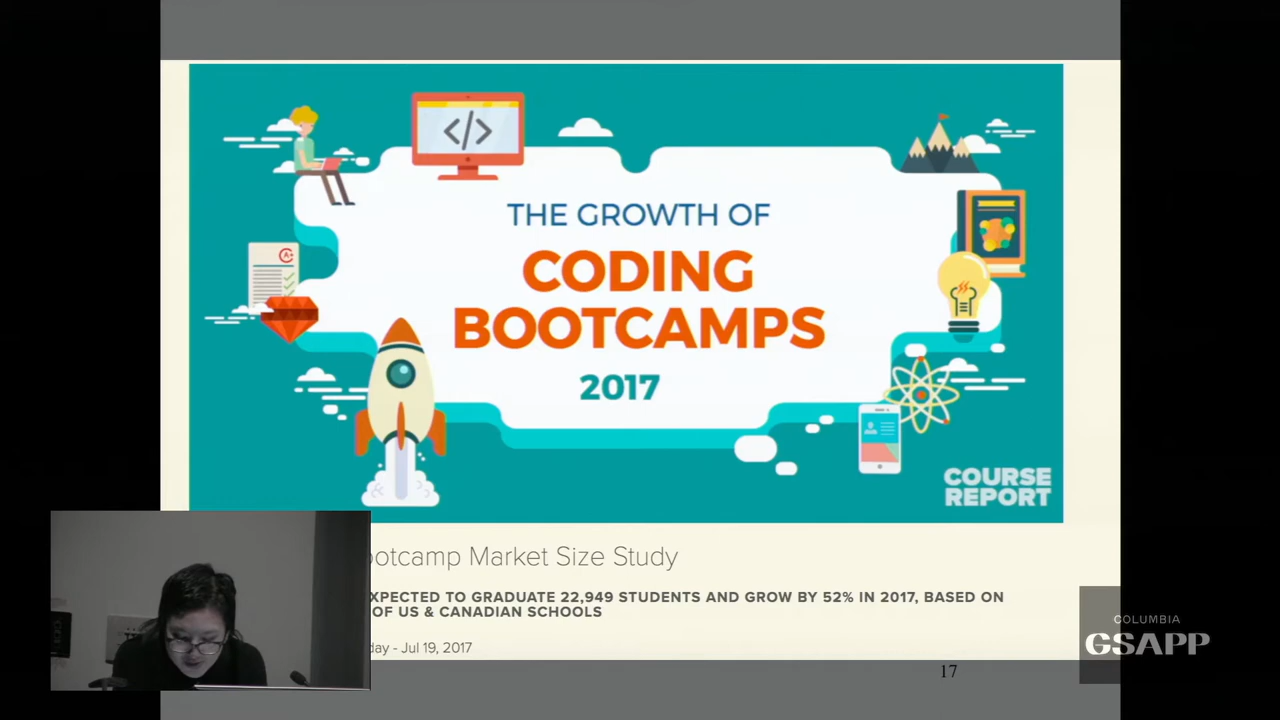 </>
THE GROWTH OF
CODING
BOOTCAMPS
2017
A+
COURSE
REPORT
ootcamp Market Size Study
XPECTED TO GRADUATE 22,949 STUDENTS AND GROW BY 52% IN 2017, BASED ON
OF US & CANADIAN SCHOOLS
day - Jul 19, 2017
COLUMBIA
GSAPP
17